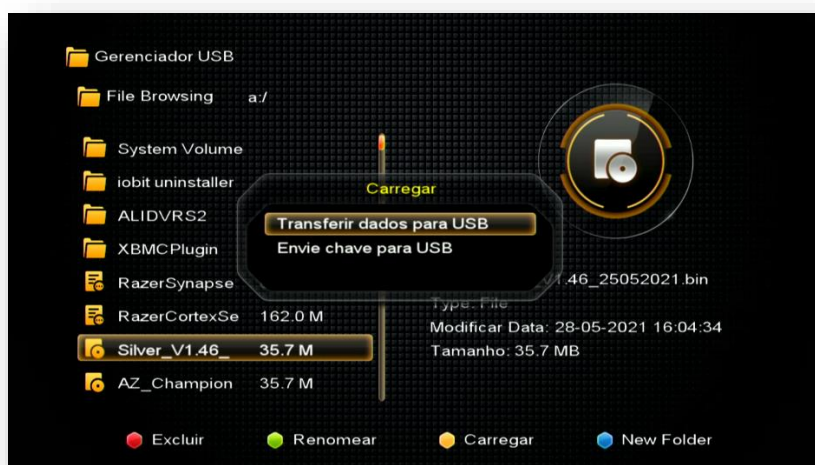 Gerenciador USB
File Browsing a:/
System Volume
iobit uninstaller
ALIDVRS2
XBMCPlugin
RazerSynapse
RazerCortexSe 162.0 M
Silver_V1.46_ 35.7 M
AZ_Champion 35.7 M
Carregar
Transferir dados para USB
Envie chave para USB
1.46_25052021.bin
Type: File
Modificar Data: 28-05-2021 16:04:34
Tamanho: 35.7 MB
Excluir Renomear Carregar New Folder